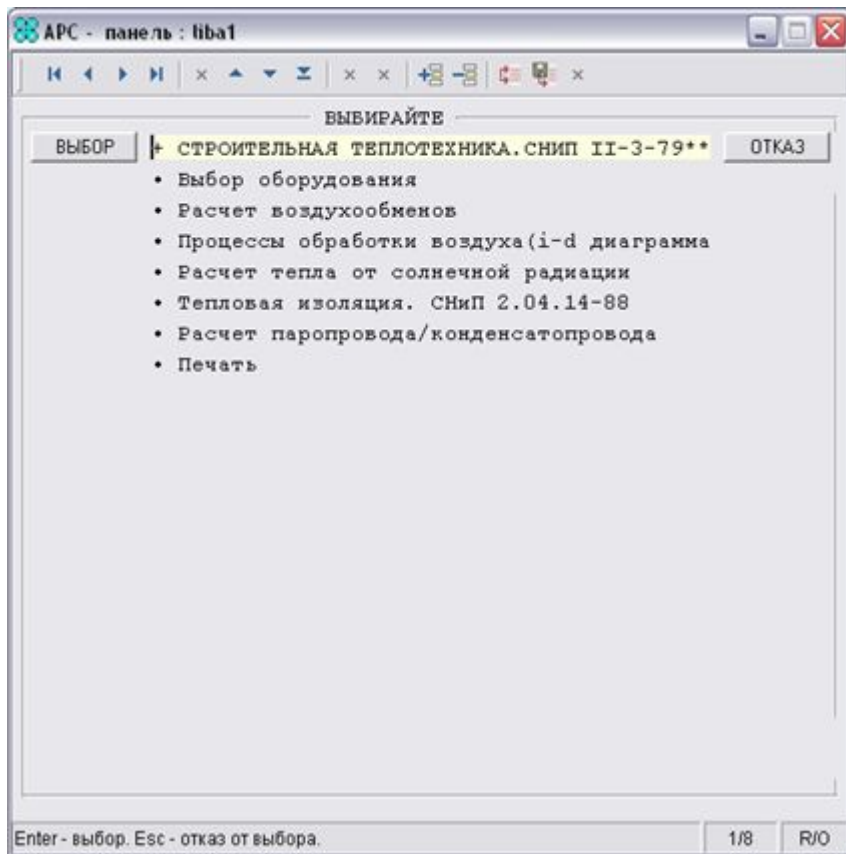 АРС - панель : liba1
ВЫБИРАЙТЕ
ВЫБОР + СТРОИТЕЛЬНАЯ ТЕПЛОТЕХНИКА.СНИП II-3-79** ОТКАЗ
• Выбор оборудования
• Расчет воздухообменов
• Процессы обработки воздуха(i-d диаграмма
• Расчет тепла от солнечной радиации
• Тепловая изоляция. СНиП 2.04.14-88
• Расчет паропровода/конденсатопровода
• Печать
Enter - выбор. Esc - отказ от выбора. 1/8 R/O